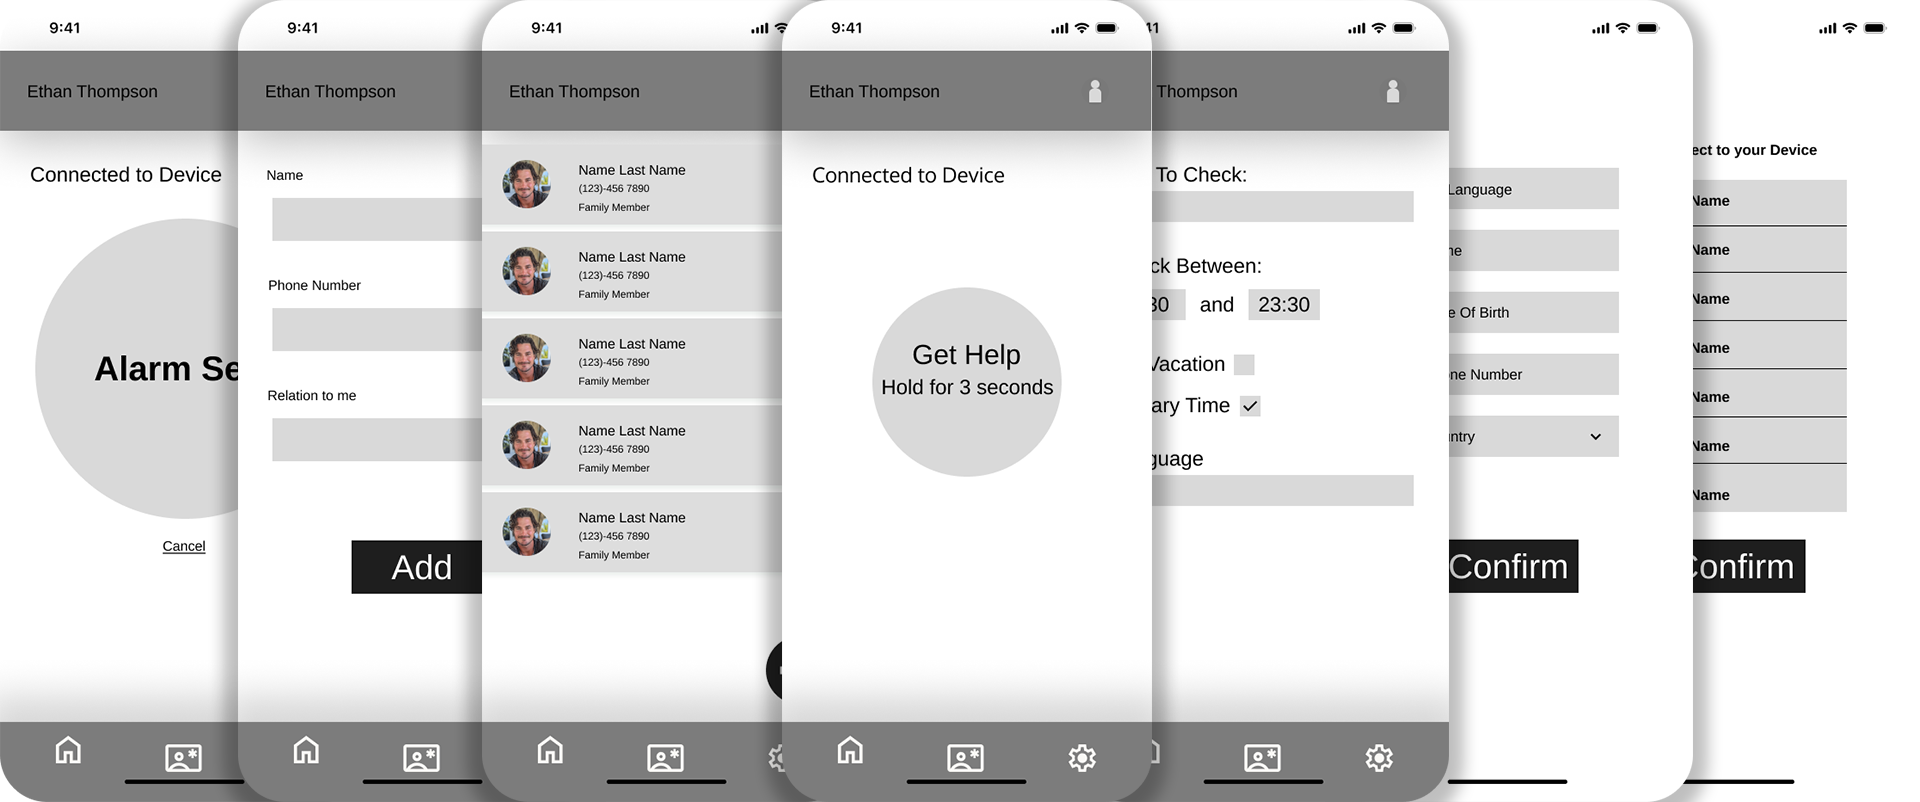 9:41
Ethan Thompson
Connected to Device
Alarm Se
Cancel
9:41
Ethan Thompson
Name
Phone Number
Relation to me
Add
9:41
Ethan Thompson
Name Last Name
(123)-456 7890
Family Member
Name Last Name
(123)-456 7890
Family Member
Name Last Name
(123)-456 7890
Family Member
Name Last Name
(123)-456 7890
Family Member
Name Last Name
(123)-456 7890
Family Member
9:41
Ethan Thompson
Connected to Device
Get Help
Hold for 3 seconds
41
Thompson
To Check:
ck Between:
30 and 23:30
Vacation
ary Time
guage
Language
ne
e Of Birth
one Number
untry
Confirm
ect to your Device
Name
Name
Name
Name
Name
Name
Name
Confirm